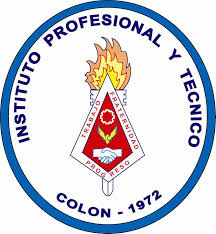 INSTITUTO PROFESIONAL Y TECNICO
TRABAJO
FRATERNIDAD
PROGRESO
COLON - 1972